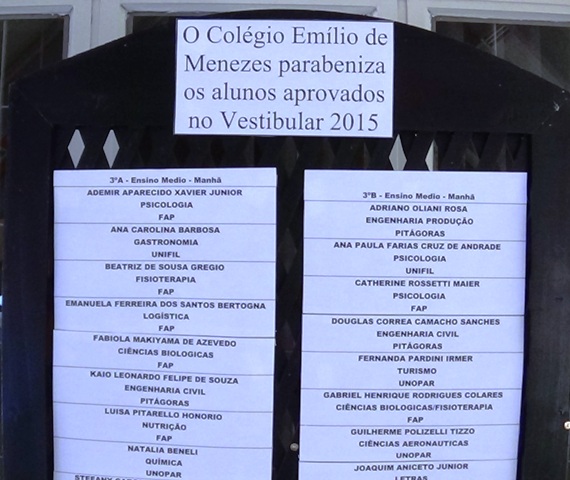 O Colégio Emílio de
Menezes parabeniza
os alunos aprovados
no Vestibular 2015
3ºA - Ensino Medio - Manhã
ADEMIR APARECIDO XAVIER JUNIOR
PSICOLOGIA
FAP
ANA CAROLINA BARBOSA
GASTRONOMIA
UNIFIL
BEATRIZ DE SOUSA GREGIO
FISIOTERAPIA
FAP
EMANUELA FERREIRA DOS SANTOS BERTOGNA
LOGÍSTICA
FAP
FABIOLA MAKIYAMA DE AZEVEDO
CIÊNCIAS BIOLOGICAS
FAP
KAIO LEONARDO FELIPE DE SOUZA
ENGENHARIA CIVIL
PITÁGORAS
LUISA PITARELLO HONORIO
NUTRIÇÃO
FAP
NATALIA BENELI
QUÍMICA
UNOPAR
3ºB - Ensino Medio - Manhã
ADRIANO OLIANI ROSA
ENGENHARIA PRODUÇÃO
PITÁGORAS
ANA PAULA FARIAS CRUZ DE ANDRADE
PSICOLOGIA
UNIFIL
CATHERINE ROSSETTI MAIER
PSICOLOGIA
FAP
DOUGLAS CORREA CAMACHO SANCHES
ENGENHARIA CIVIL
PITÁGORAS
FERNANDA PARDINI IRMER
TURISMO
UNOPAR
GABRIEL HENRIQUE RODRIGUES COLARES
CIÊNCIAS BIOLOGICAS/FISIOTERAPIA
FAP
GUILHERME POLIZELLI TIZZO
CIÊNCIAS AERONAUTICAS
UNOPAR
JOAQUIM ANICETO JUNIOR
LETRAS